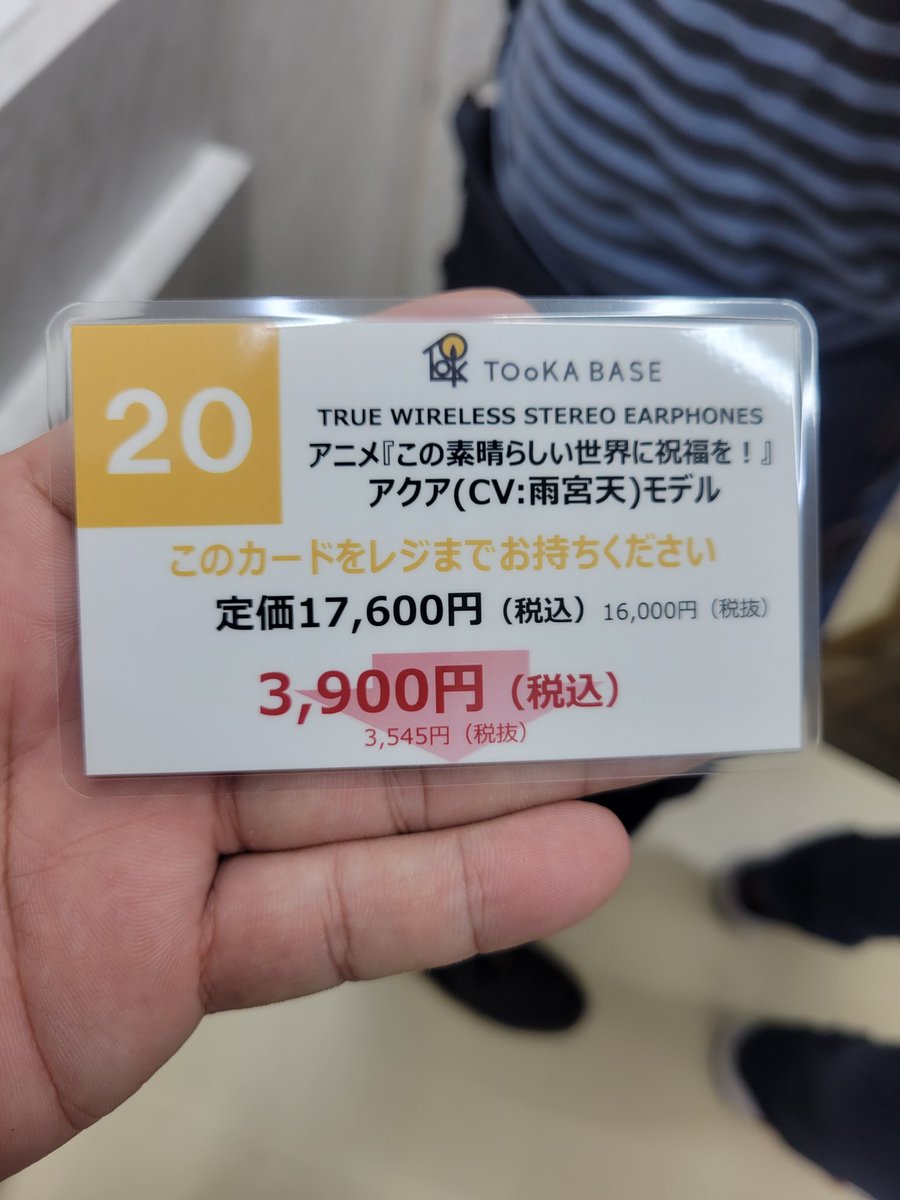 20
TOoKA BASE
TRUE WIRELESS STEREO EARPHONES
アニメ『この素晴らしい世界に祝福を！』
アクア(CV:雨宮天)モデル
このカードをレジまでお持ちください
定価17,600円（税込）16,000円（税抜）
3,900円（税込）
3,545円（税抜）